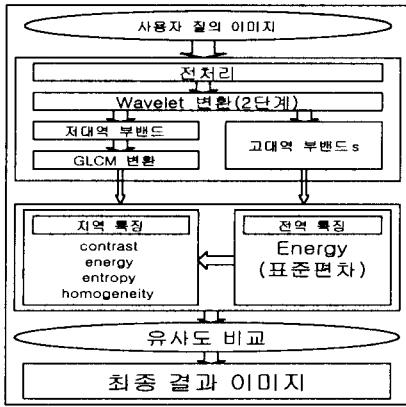 사용자 질의 이미지
전처리
Wavelet 변환(2단계)
저대역 부밴드
GLCM 변환
고대역 부밴드s
지역 특징
contrast
energy
entropy
homogeneity
전역 특징
Energy
(표준편차)
유사도 비교
최종 결과 이미지